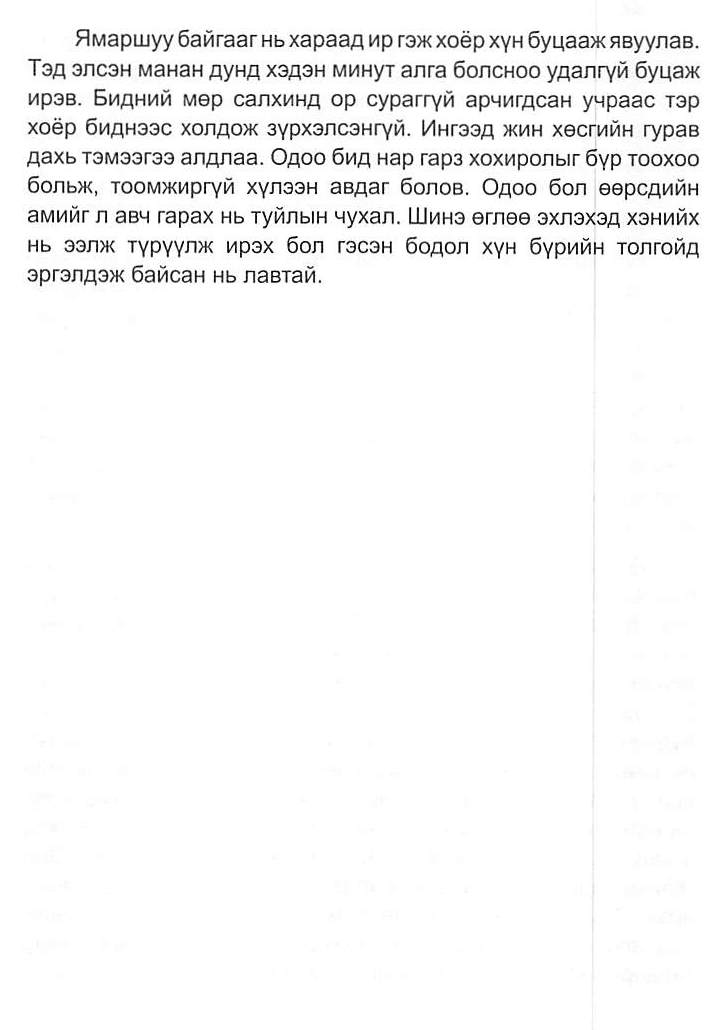 Ямаршуу байгааг нь хараад ир гэж хоёр хүн буцааж явуулав.
Тэд элсэн манан дунд хэдэн минут алга болсноо удалгүй буцаж
ирэв. Бидний мөр салхинд ор сураггүй арчигдсан учраас тэр
хоёр биднээс холдож зүрхэлсэнгүй. Ингээд жин хөсгийн гурав
дахь тэмээгээ алдлаа. Одоо бид нар гарз хохиролыг бүр тоохоо
больж, тоомжиргүй хүлээн авдаг болов. Одоо бол өөрсдийн
амийг л авч гарах нь туйлын чухал. Шинэ өглөө эхлэхэд хэнийх
нь ээлж түрүүлж ирэх бол гэсэн бодол хүн бүрийн толгойд
эргэлдэж байсан нь лавтай.